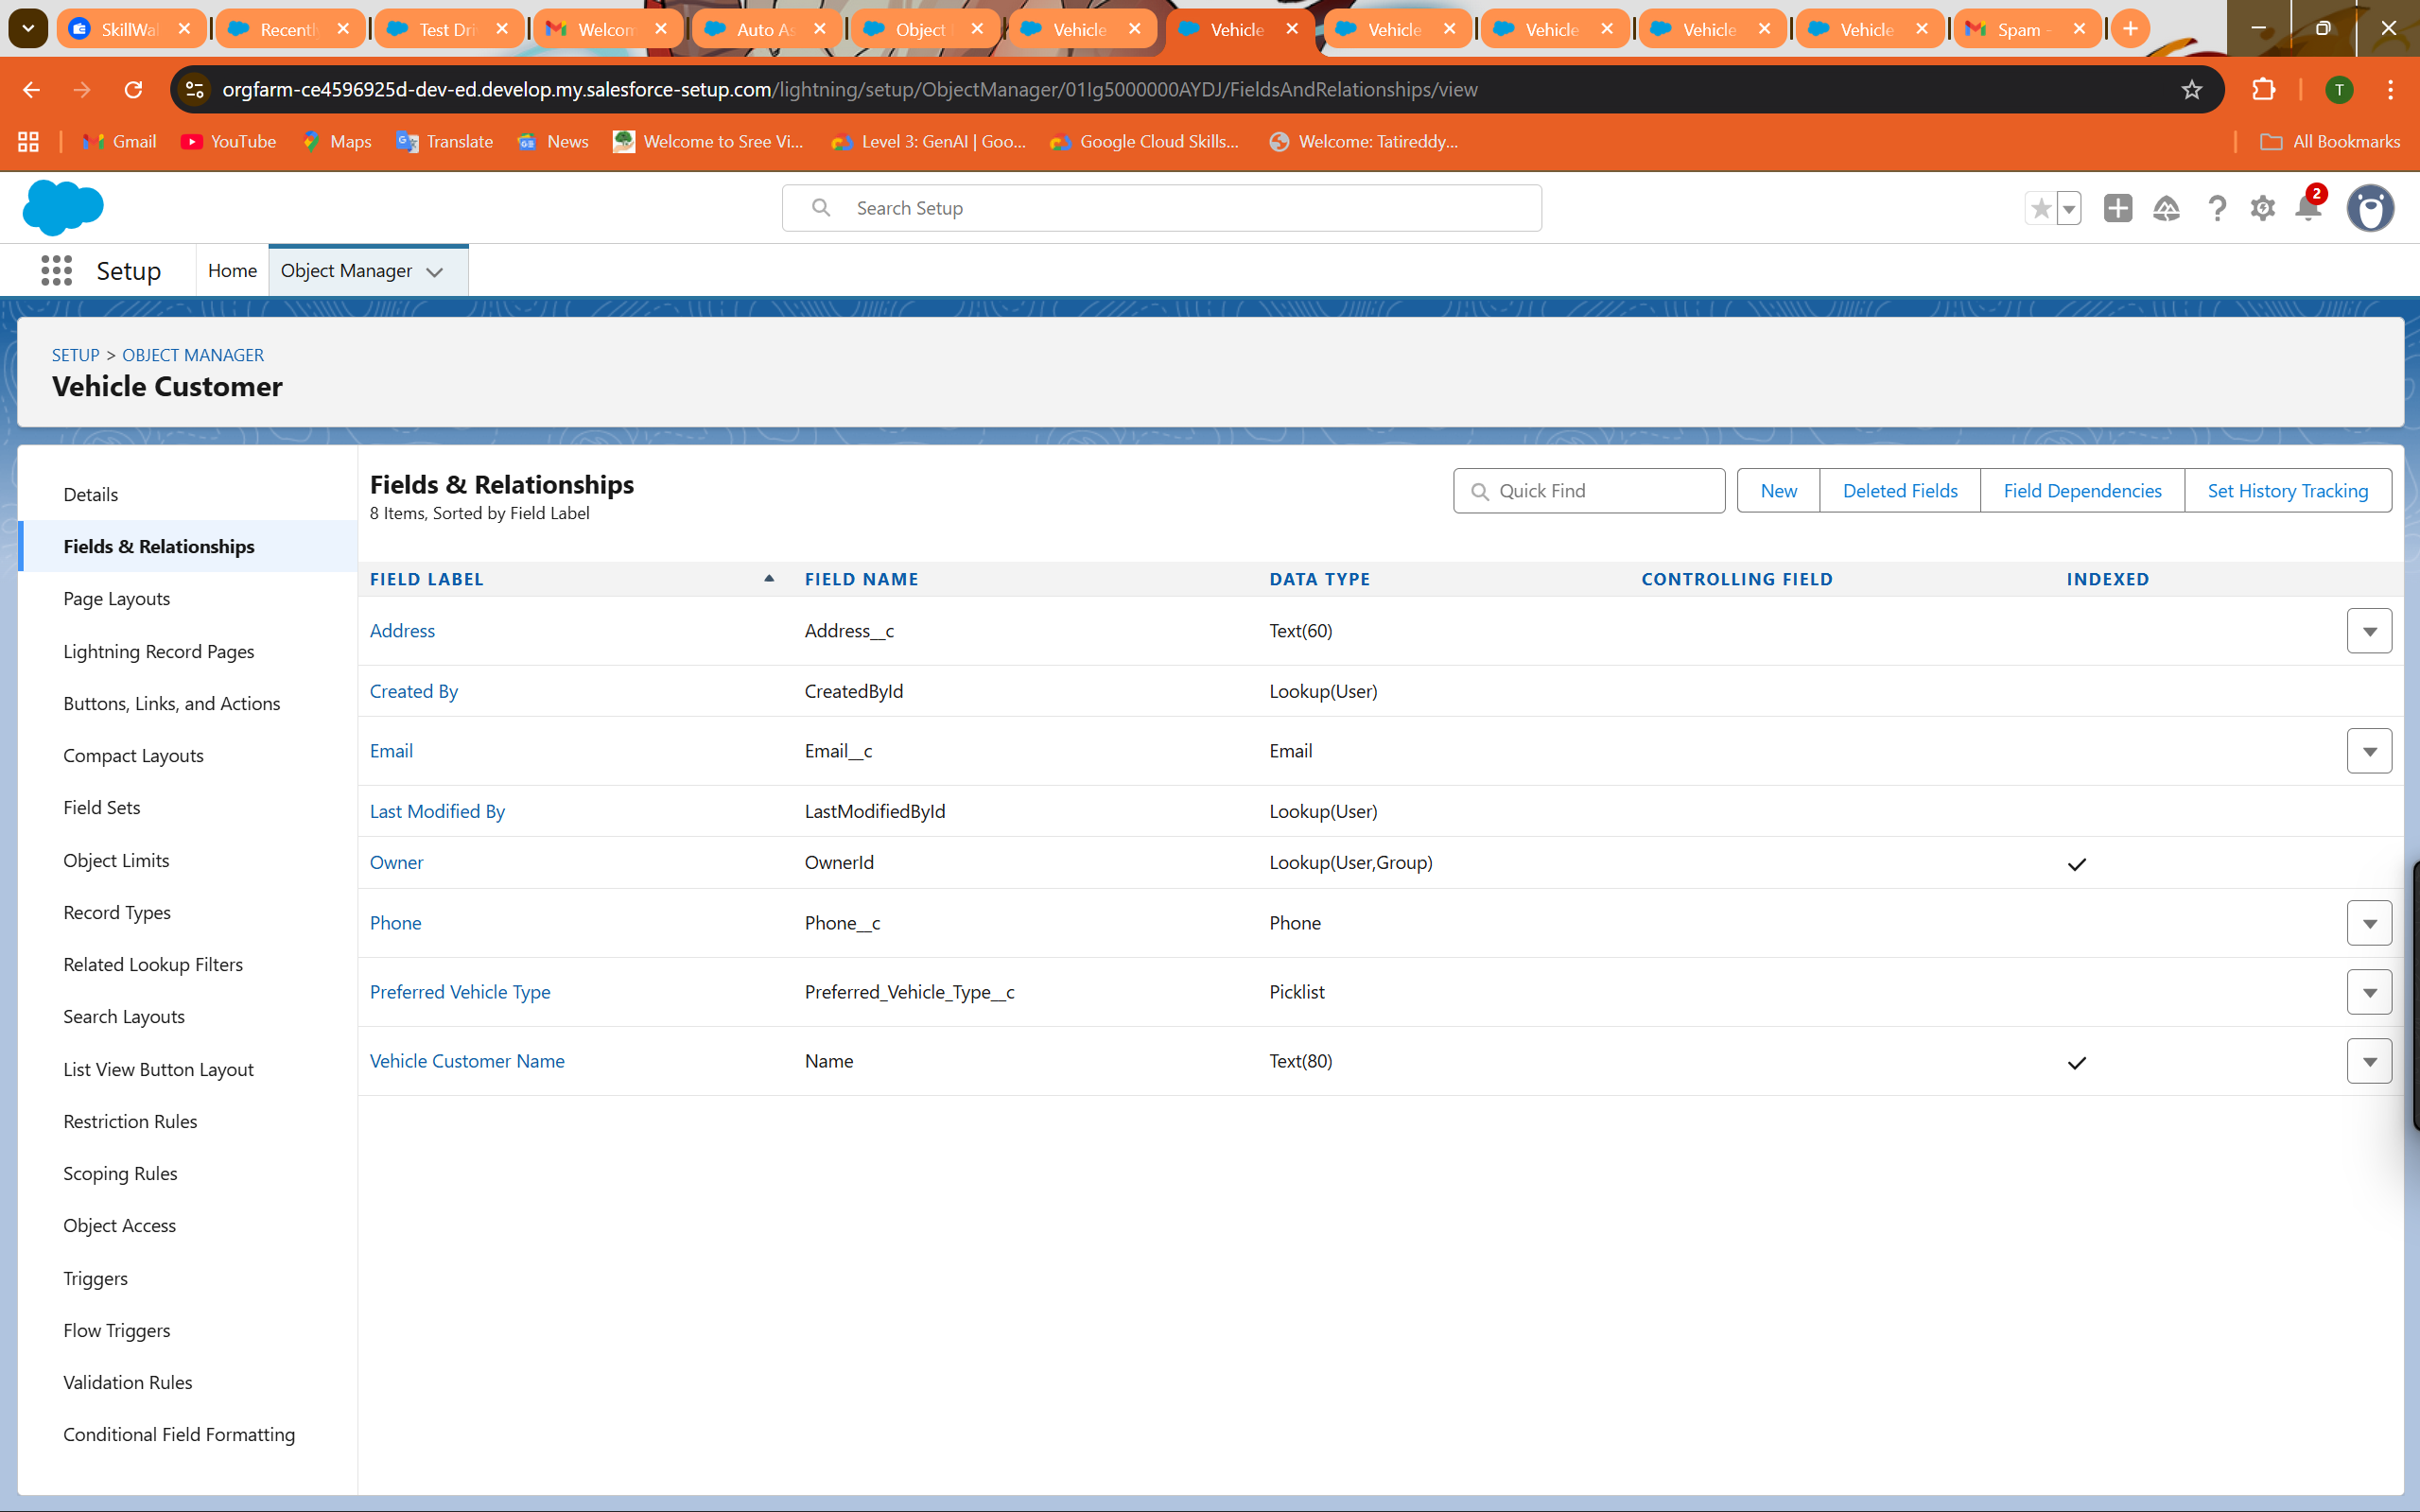 SkillWal
Recently
Test Dri
Welcom
Auto As
Object
Vehicle
Vehicle
Vehicle
Vehicle
Vehicle
Vehicle
Spam -
orgfarm-ce4596925d-dev-ed.develop.my.salesforce-setup.com/lightning/setup/ObjectManager/01Ig5000000AYDJ/FieldsAndRelationships/view
T
Gmail
YouTube
Maps
Translate
News
Welcome to Sree Vi...
Level 3: GenAI | Goo...
Google Cloud Skills...
Welcome: Tatireddy...
All Bookmarks
Search Setup
2
Setup
Home
Object Manager
SETUP > OBJECT MANAGER
Vehicle Customer
Details
Fields & Relationships
Page Layouts
Lightning Record Pages
Buttons, Links, and Actions
Compact Layouts
Field Sets
Object Limits
Record Types
Related Lookup Filters
Search Layouts
List View Button Layout
Restriction Rules
Scoping Rules
Object Access
Triggers
Flow Triggers
Validation Rules
Conditional Field Formatting
Fields & Relationships
8 Items, Sorted by Field Label
Quick Find
New
Deleted Fields
Field Dependencies
Set History Tracking
FIELD LABEL FIELD NAME DATA TYPE CONTROLLING FIELD INDEXED
Address Address__c Text(60)
Created By CreatedById Lookup(User)
Email Email__c Email
Last Modified By LastModifiedById Lookup(User)
Owner OwnerId Lookup(User,Group)
Phone Phone__c Phone
Preferred Vehicle Type Preferred_Vehicle_Type__c Picklist
Vehicle Customer Name Name Text(80)